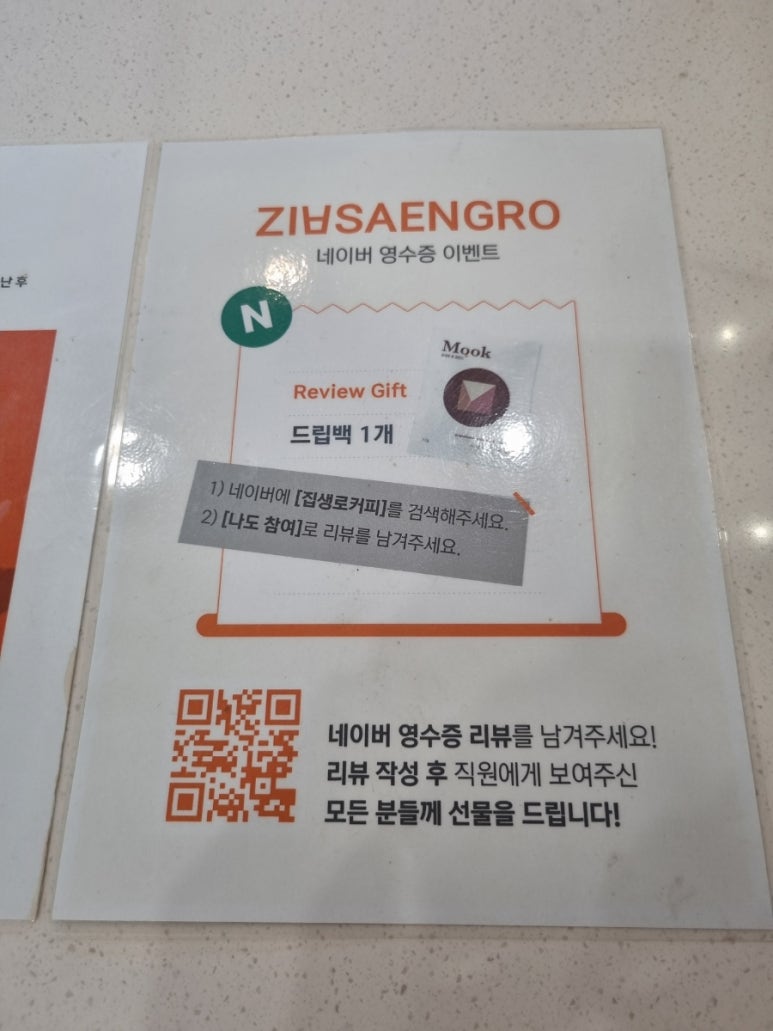 난 후
ZIBSAENGRO
네이버 영수증 이벤트
N
Mook
Review Gift
드립백 1개
1) 네이버에 [집생로커피]를 검색해주세요.
2) [나도 참여]로 리뷰를 남겨주세요.
네이버 영수증 리뷰를 남겨주세요!
리뷰 작성 후 직원에게 보여주신
모든 분들께 선물을 드립니다!